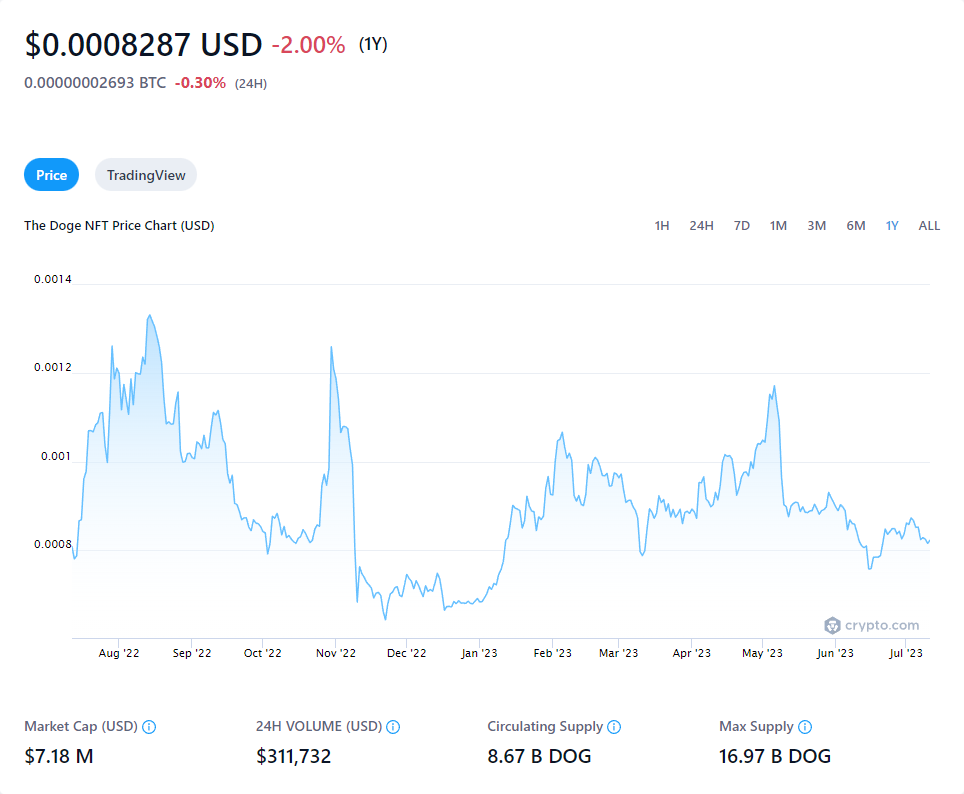 $0.0008287 USD -2.00% (1Y)
0.00000002693 BTC -0.30% (24H)
Price TradingView
The Doge NFT Price Chart (USD) 1H 24H 7D 1M 3M 6M 1Y ALL
0.0014
0.0012
0.001
0.0008
crypto.com
Aug '22 Sep '22 Oct '22 Nov '22 Dec '22 Jan '23 Feb '23 Mar '23 Apr '23 May '23 Jun '23 Jul '23
Market Cap (USD) 24H VOLUME (USD) Circulating Supply Max Supply
$7.18 M $311,732 8.67 B DOG 16.97 B DOG